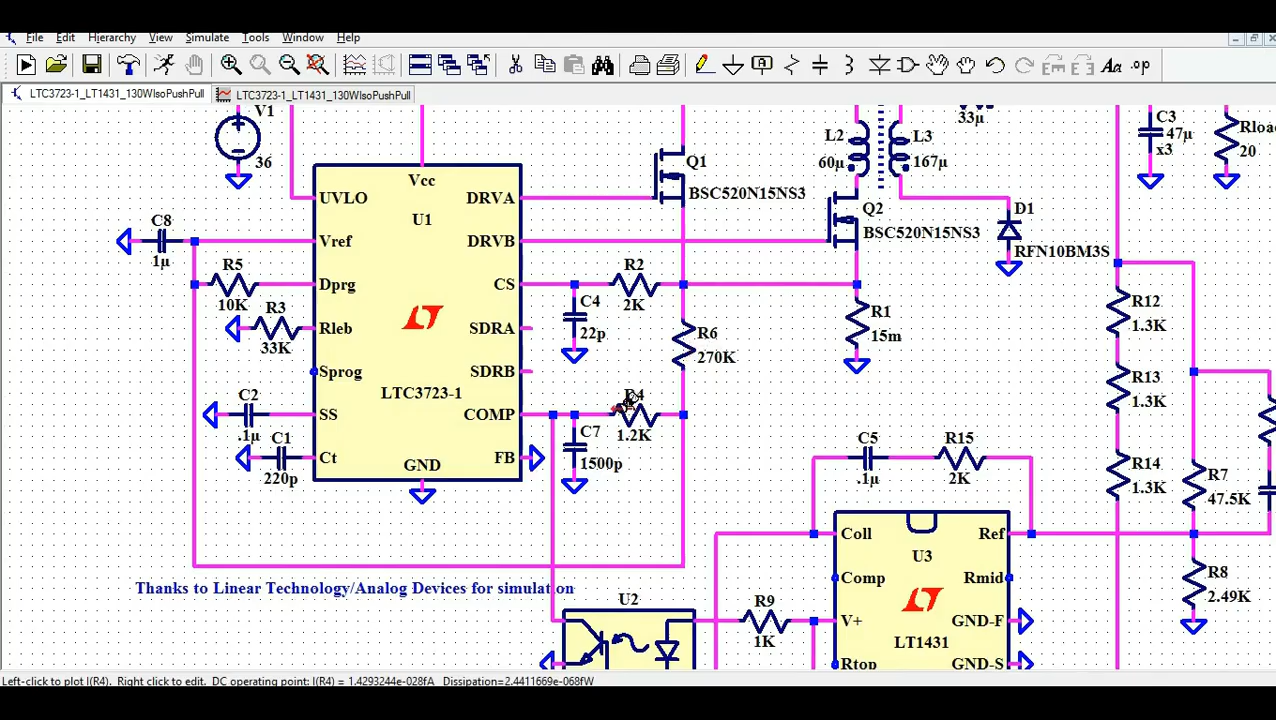 File Edit Hierarchy View Simulate Tools Window Help
Aa .op
LTC3723-1_LT1431_130WIsoPushPull LTC3723-1_LT1431_130WIsoPushPull
V1
36
33µ
C3
47µ
x3
Rload
20
L2
60µ
L3
167µ
Q1
BSC520N15NS3
Q2
BSC520N15NS3
D1
RFN10BM3S
Vcc
U1
UVLO
Vref
Dprg
Rleb
Sprog
SS
Ct
GND
DRVA
DRVB
CS
SDRA
SDRB
COMP
FB
LTC3723-1
C8
1µ
R5
10K
R3
33K
C2
.1µ
C1
220p
R2
2K
C4
22p
R6
270K
R4
1.2K
C7
1500p
R1
15m
R12
1.3K
R13
1.3K
R14
1.3K
R7
47.5K
R8
2.49K
C5
.1µ
R15
2K
Coll
Comp
V+
Rtop
U3
LT1431
Ref
Rmid
GND-F
GND-S
Thanks to Linear Technology/Analog Devices for simulation
U2
R9
1K
Left-click to plot I(R4). Right click to edit. DC operating point: I(R4) = 1.4293244e-028fA Dissipation=2.4411669e-068fW